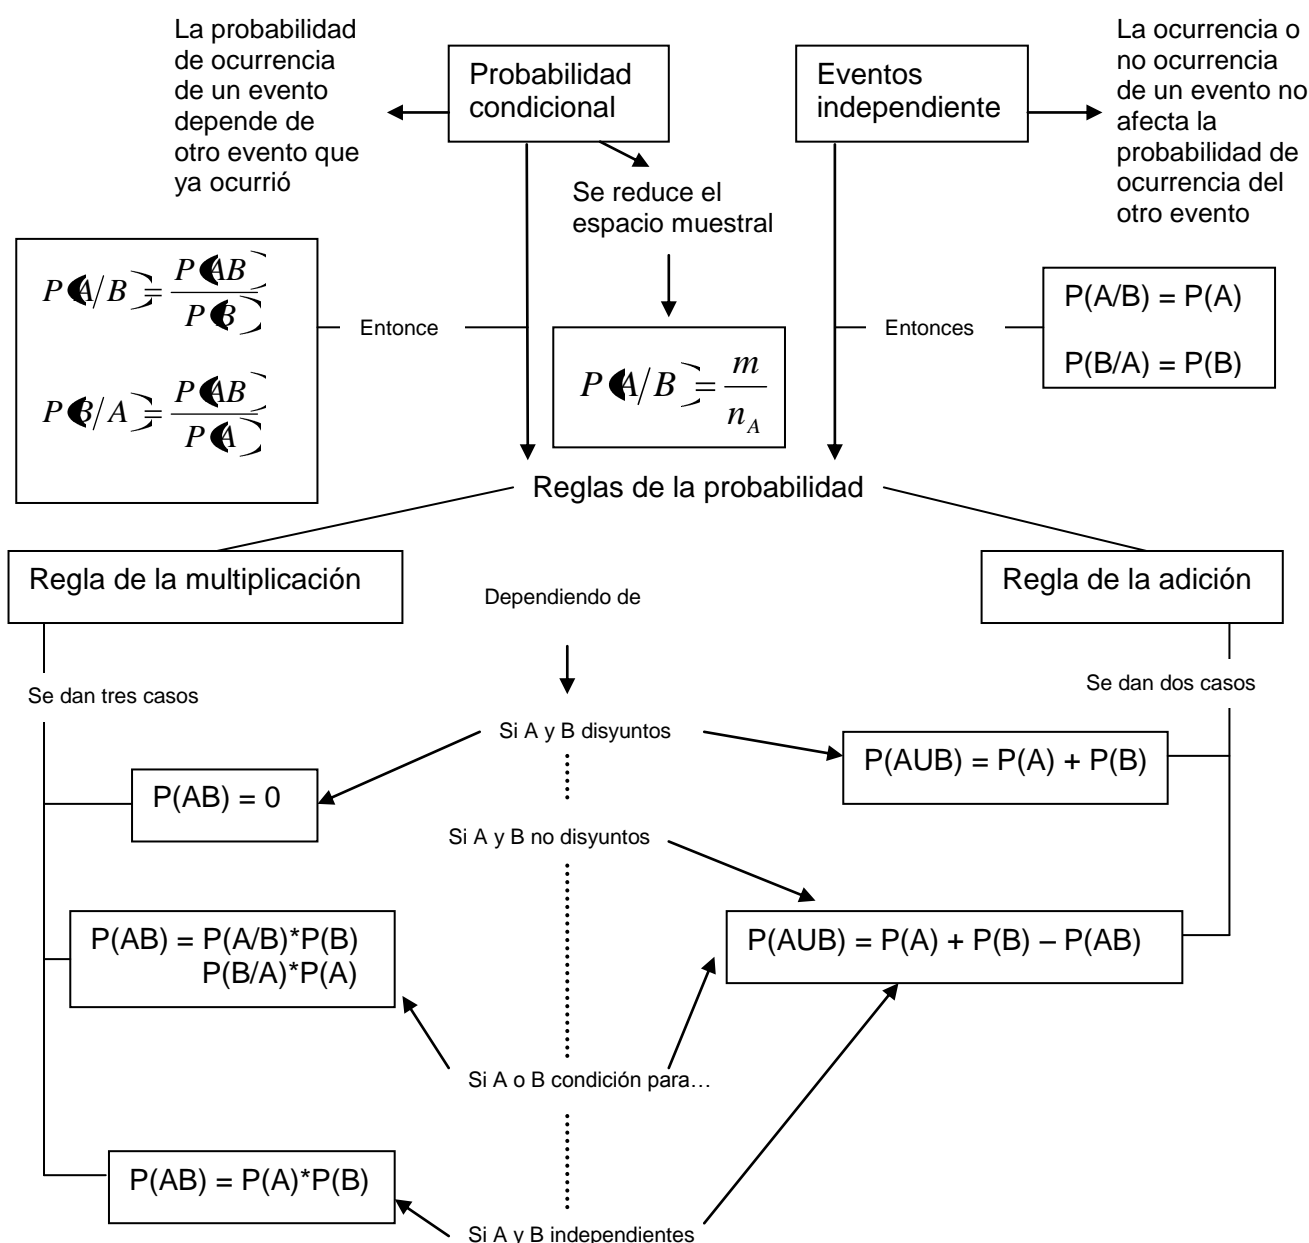 La probabilidad
de ocurrencia
de un evento
depende de
otro evento que
ya ocurrió
Probabilidad
condicional
Eventos
independiente
La ocurrencia o
no ocurrencia
de un evento no
afecta la
probabilidad de
ocurrencia del
otro evento
Se reduce el
espacio muestral
P(A/B) = P(AB) / P(B)
P(B/A) = P(AB) / P(A)
Entonce
P(A/B) = m / n_A
Entonces
P(A/B) = P(A)
P(B/A) = P(B)
Reglas de la probabilidad
Regla de la multiplicación
Dependiendo de
Regla de la adición
Se dan tres casos
Se dan dos casos
Si A y B disyuntos
P(AB) = 0
P(AUB) = P(A) + P(B)
Si A y B no disyuntos
P(AB) = P(A/B)*P(B)
P(B/A)*P(A)
P(AUB) = P(A) + P(B) – P(AB)
Si A o B condición para…
P(AB) = P(A)*P(B)
Si A y B independientes